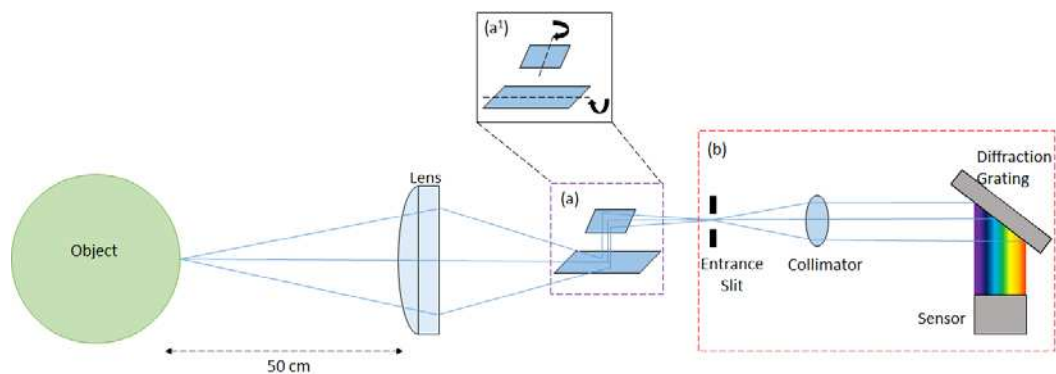 (a¹)
(b)
Diffraction
Grating
Lens
(a)
Object
Entrance
Slit
Collimator
Sensor
50 cm